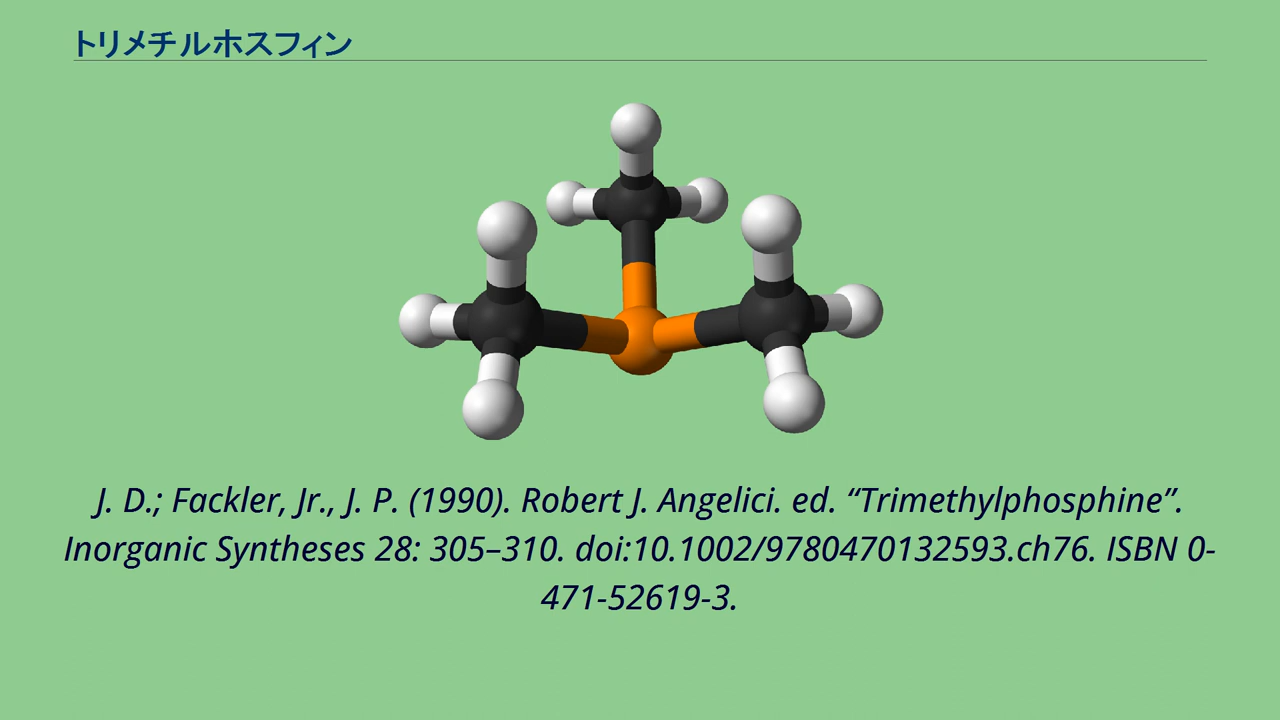 トリメチルホスフィン
J. D.; Fackler, Jr., J. P. (1990). Robert J. Angelici. ed. “Trimethylphosphine”.
Inorganic Syntheses 28: 305–310. doi:10.1002/9780470132593.ch76. ISBN 0-
471-52619-3.